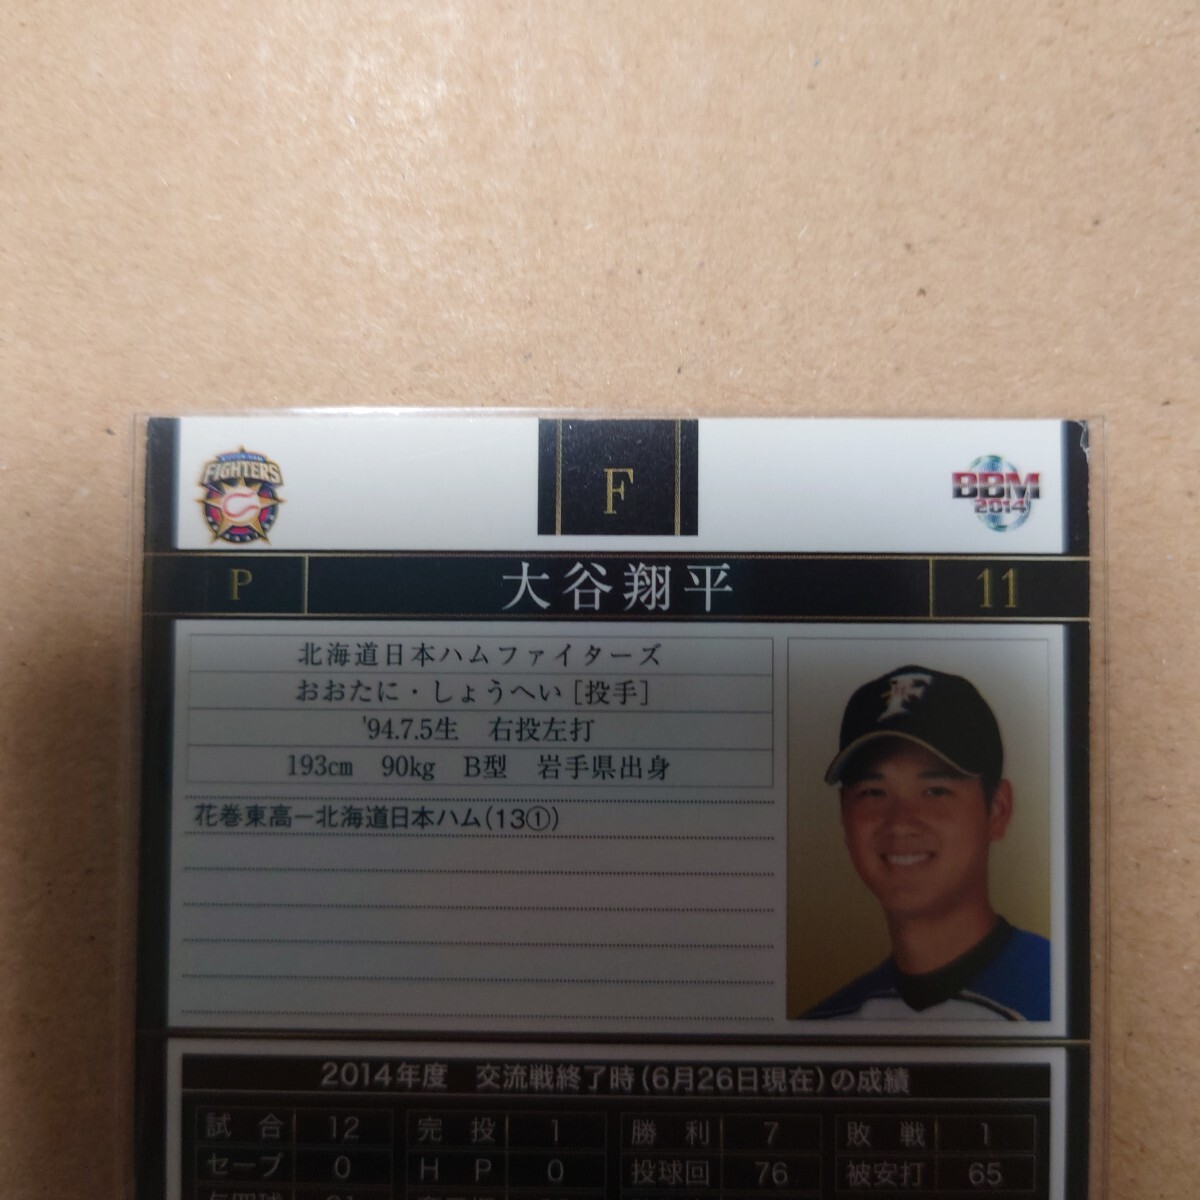 FIGHTERS
F
BBM
2014
P 大谷翔平 11
北海道日本ハムファイターズ
おおたに・しょうへい[投手]
'94.7.5生 右投左打
193cm 90kg B型 岩手県出身
花巻東高－北海道日本ハム(13①)
2014年度 交流戦終了時(6月26日現在)の成績
試合 12 完投 1 勝利 7 敗戦 1
セーブ 0 HP 0 投球回 76 被安打 65